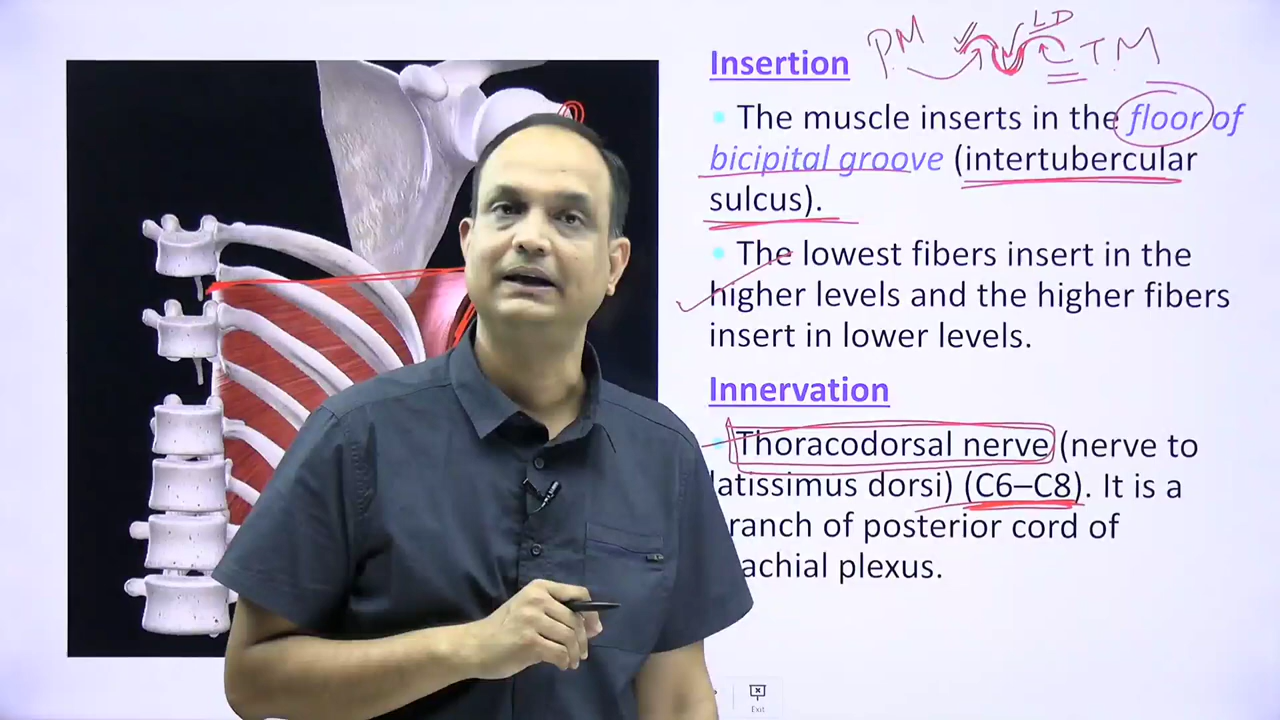 PM LD TM
Insertion
The muscle inserts in the floor of
bicipital groove (intertubercular
sulcus).
The lowest fibers insert in the
higher levels and the higher fibers
insert in lower levels.
Innervation
Thoracodorsal nerve (nerve to
latissimus dorsi) (C6–C8). It is a
ranch of posterior cord of
achial plexus.
Exit